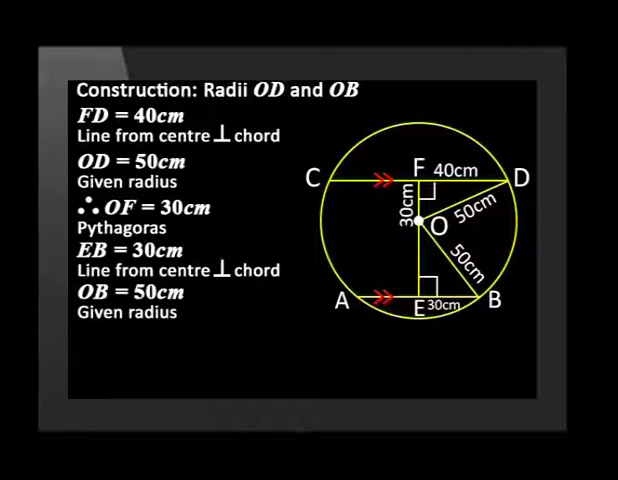 Construction: Radii OD and OB
FD = 40cm
Line from centre ⊥ chord
OD = 50cm
Given radius
∴ OF = 30cm
Pythagoras
EB = 30cm
Line from centre ⊥ chord
OB = 50cm
Given radius
F
40cm
C
D
30cm
50cm
O
50cm
A
E
30cm
B